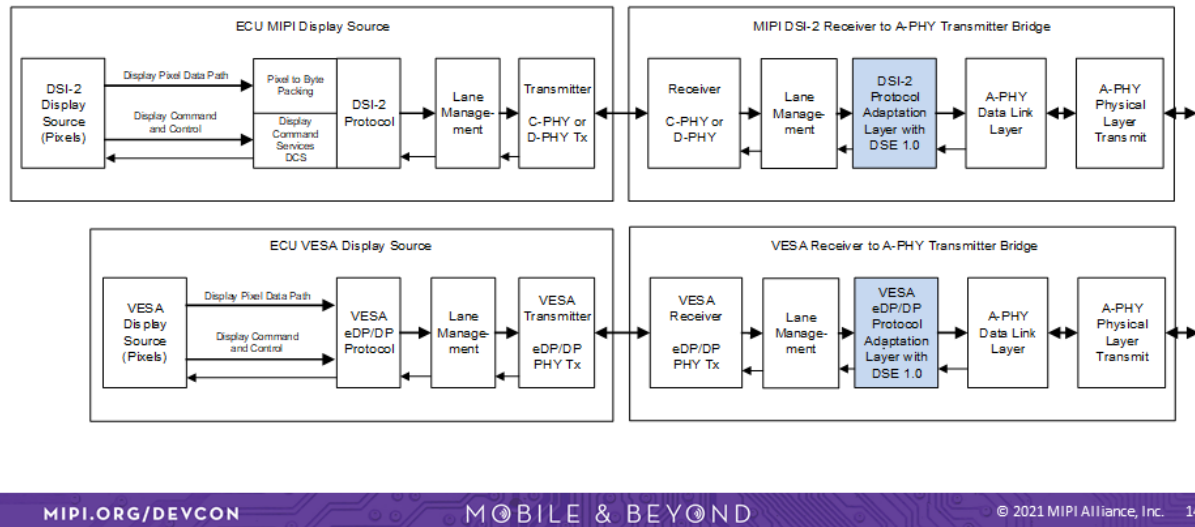 ECU MIPI Display Source
DSI-2
Display
Source
(Pixels)
Display Pixel Data Path
Display Command
and Control
Pixel to Byte
Packing
Display
Command
Services
DCS
DSI-2
Protocol
Lane
Manage-
ment
Transmitter
C-PHY or
D-PHY Tx
MIPI DSI-2 Receiver to A-PHY Transmitter Bridge
Receiver
C-PHY or
D-PHY
Lane
Manage-
ment
DSI-2
Protocol
Adaptation
Layer with
DSE 1.0
A-PHY
Data Link
Layer
A-PHY
Physical
Layer
Transmit
ECU VESA Display Source
VESA
Display
Source
(Pixels)
Display Pixel Data Path
Display Command
and Control
VESA
eDP/DP
Protocol
Lane
Manage-
ment
VESA
Transmitter
eDP/DP
PHY Tx
VESA Receiver to A-PHY Transmitter Bridge
VESA
Receiver
eDP/DP
PHY Tx
Lane
Manage-
ment
VESA
eDP/DP
Protocol
Adaptation
Layer with
DSE 1.0
A-PHY
Data Link
Layer
A-PHY
Physical
Layer
Transmit
MIPI.ORG/DEVCON
MOBILE & BEYOND
© 2021 MIPI Alliance, Inc.